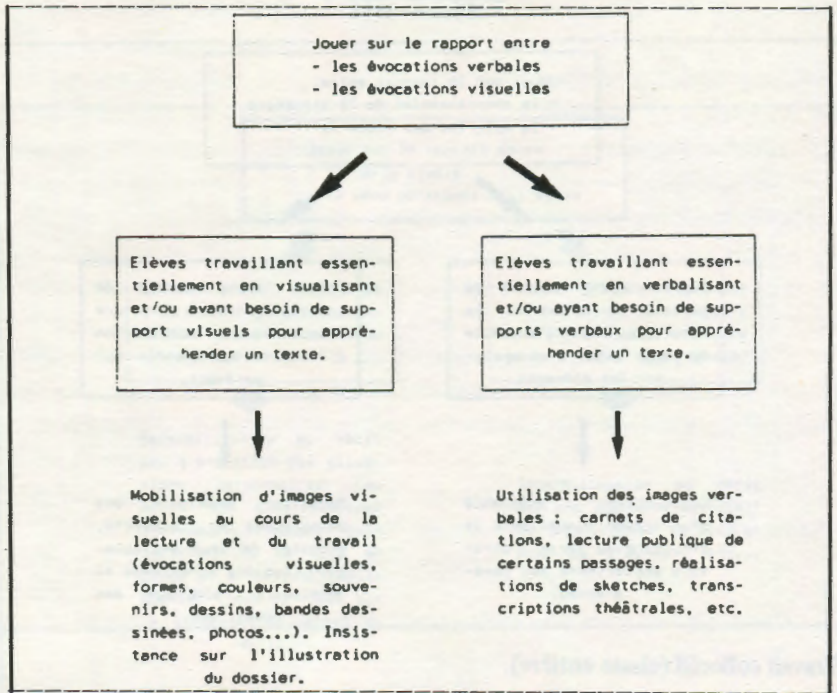 Jouer sur le rapport entre
- les évocations verbales
- les évocations visuelles
Elèves travaillant essen-
tiellement en visualisant
et/ou ayant besoin de sup-
port visuels pour appré-
hender un texte.
Elèves travaillant essen-
tiellement en verbalisant
et/ou ayant besoin de sup-
ports verbaux pour appré-
hender un texte.
Mobilisation d'images vi-
suelles au cours de la
lecture et du travail
(évocations visuelles,
formes, couleurs, souve-
nirs, dessins, bandes des-
sinées, photos...). Insis-
tance sur l'illustration
du dossier.
Utilisation des images ver-
bales, carnets de cita-
tions, lecture publique de
certains passages, réalisa-
tions de sketches, trans-
criptions théâtrales, etc.